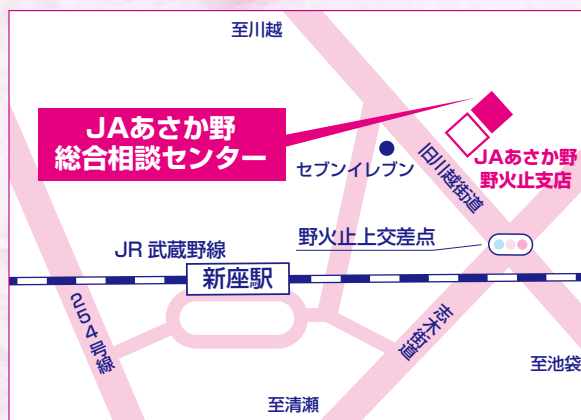 至川越
JAあさか野
総合相談センター
セブンイレブン
旧川越街道
JAあさか野
野火止支店
野火止上交差点
JR 武蔵野線
新座駅
254号線
志木街道
至池袋
至清瀬